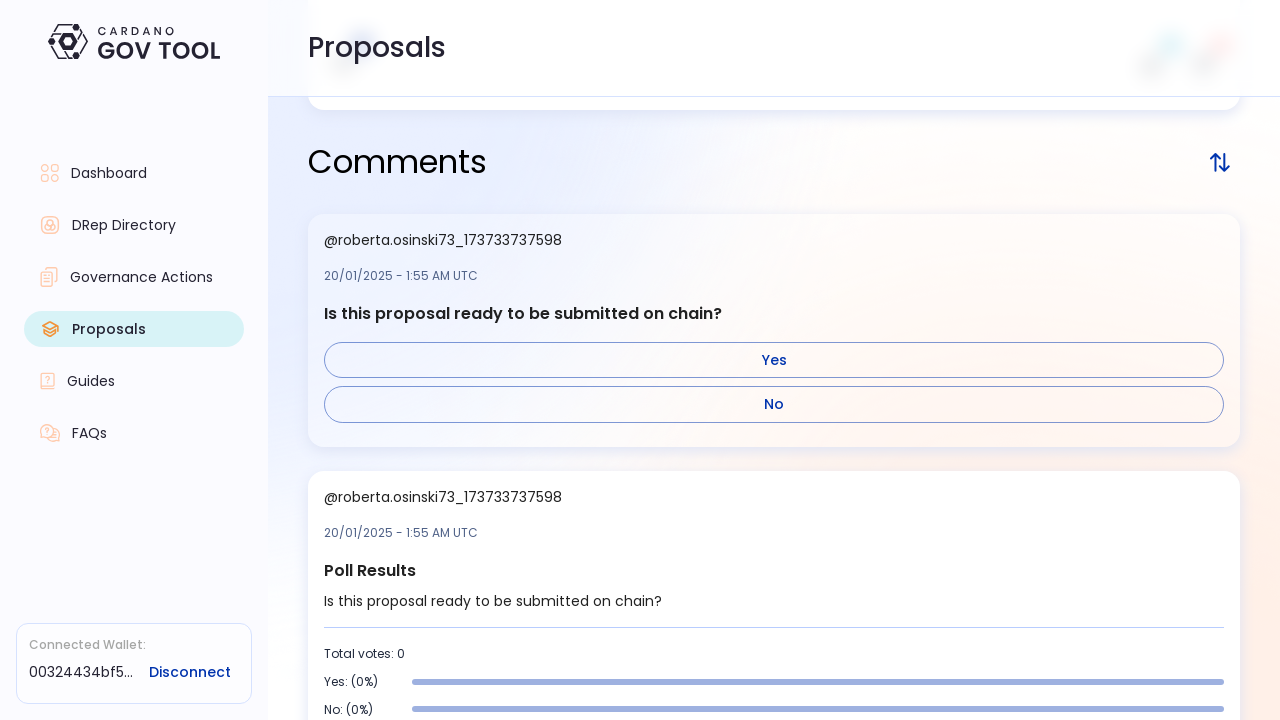 CARDANO
GOV TOOL
Proposals
Dashboard
DRep Directory
Governance Actions
Proposals
Guides
FAQs
Connected Wallet:
00324434bf5... Disconnect
Comments
@roberta.osinski73_173733737598
20/01/2025 - 1:55 AM UTC
Is this proposal ready to be submitted on chain?
Yes
No
@roberta.osinski73_173733737598
20/01/2025 - 1:55 AM UTC
Poll Results
Is this proposal ready to be submitted on chain?
Total votes: 0
Yes: (0%)
No: (0%)